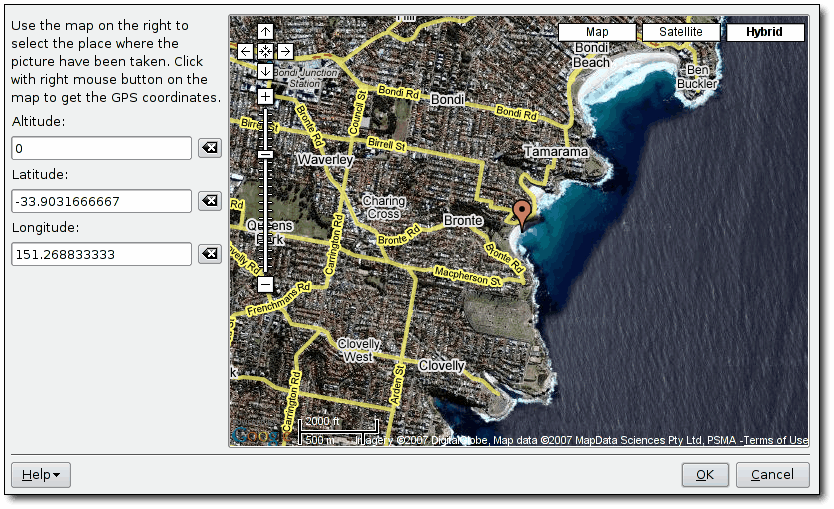 Use the map on the right to
select the place where the
picture have been taken. Click
with right mouse button on the
map to get the GPS coordinates.
Altitude:
0
Latitude:
-33.9031666667
Longitude:
151.268833333
Map
Satellite
Hybrid
Bondi
Beach
Ben
Buckler
Bondi Junction
Station
Bondi Rd
Bondi
Bondi Rd
Council St
Bronte Rd
Birrell St
Birrell St
Waverley
Tamarama
Charing
Cross
Bronte
Rd
Queens
Park
Carrington Rd
Bronte Rd
Bronte Rd
Clovelly Rd
Macpherson St
Frenchmans Rd
Clovelly
West
Clovelly
Carrington Rd
Arden St
2000 ft
500 m
Imagery ©2007 DigitalGlobe, Map data ©2007 MapData Sciences Pty Ltd, PSMA - Terms of Use
Help
OK
Cancel